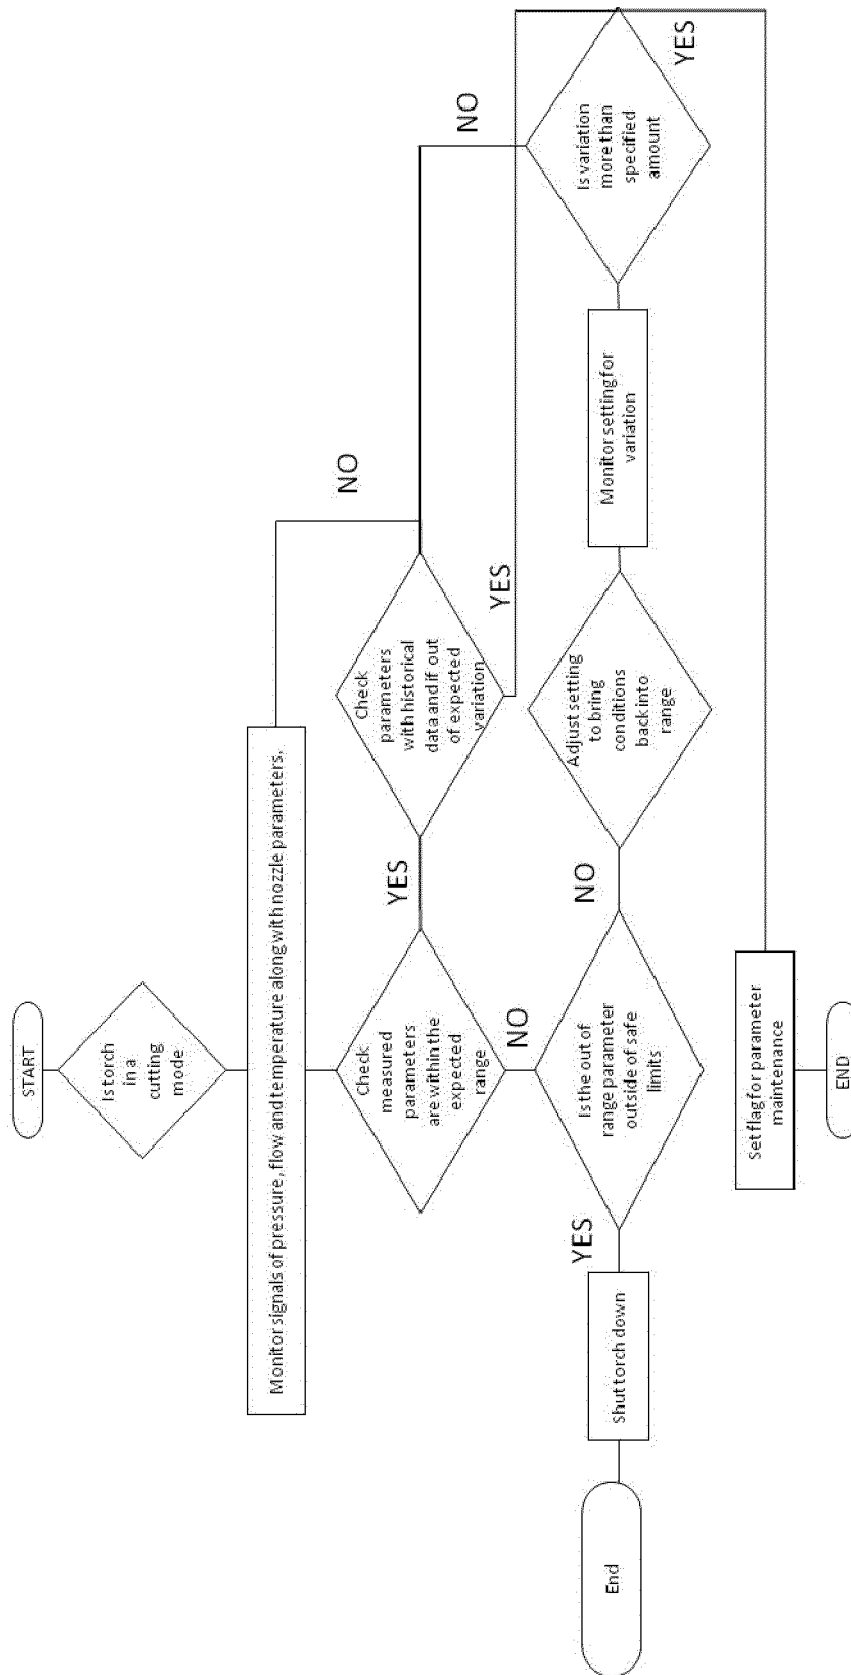 START
Is torch
in a
cutting
mode
Monitor signals of pressure, flow and temperature along with nozzle parameters,
Check
measured
parameters
are within the
expected
range
YES
Check
parameters
with historical
data and if out
of expected
variation
NO
NO
YES
NO
Is the out of
range parameter
outside of safe
limits
YES
Shut torch down
End
NO
Adjust setting
to bring
conditions
back into
range
Monitor setting for
variation
Is variation
more than
specified
amount
YES
Set flag for parameter
maintenance
END